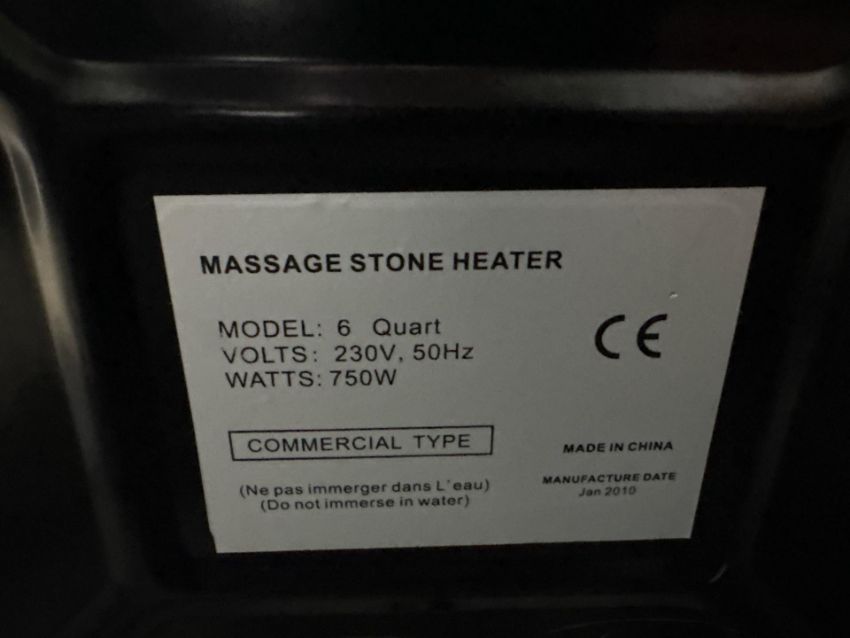 MASSAGE STONE HEATER
MODEL: 6 Quart
VOLTS: 230V, 50Hz
WATTS: 750W
CE
COMMERCIAL TYPE
MADE IN CHINA
MANUFACTURE DATE
Jan 2010
(Ne pas immerger dans L'eau)
(Do not immerse in water)